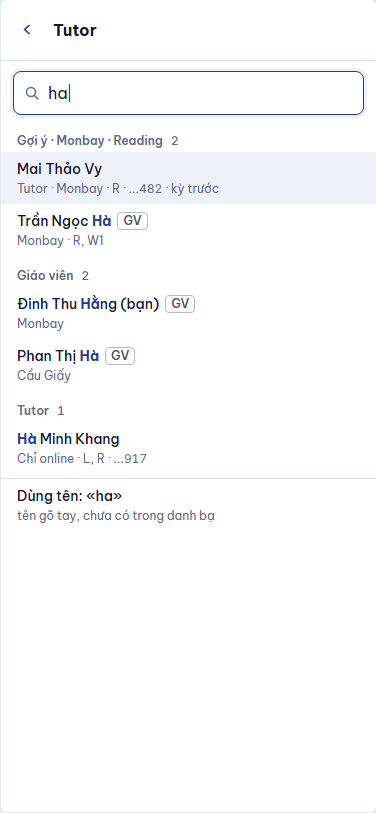 Tutor
ha
Gợi ý · Monbay · Reading 2
Mai Thảo Vy
Tutor · Monbay · R · ...482 · kỳ trước
Trần Ngọc Hà GV
Monbay · R, W1
Giáo viên 2
Đinh Thu Hằng (bạn) GV
Monbay
Phan Thị Hà GV
Cầu Giấy
Tutor 1
Hà Minh Khang
Chỉ online · L, R · ...917
Dùng tên: «ha»
tên gõ tay, chưa có trong danh bạ